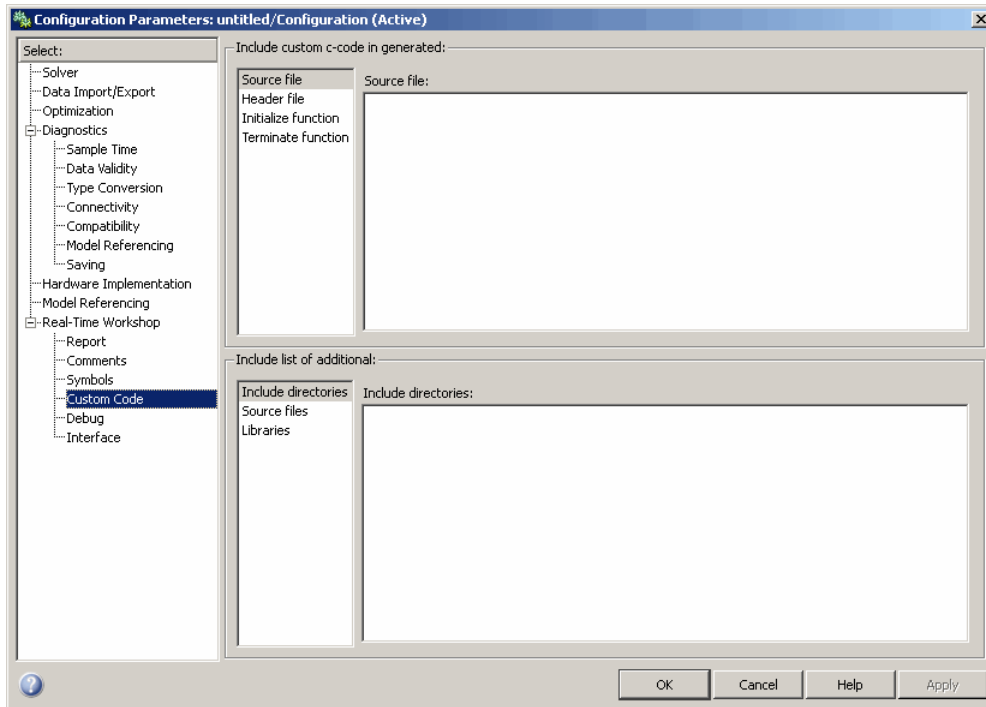 Configuration Parameters: untitled/Configuration (Active)
Select:
Solver
Data Import/Export
Optimization
Diagnostics
Sample Time
Data Validity
Type Conversion
Connectivity
Compatibility
Model Referencing
Saving
Hardware Implementation
Model Referencing
Real-Time Workshop
Report
Comments
Symbols
Custom Code
Debug
Interface
Include custom c-code in generated:
Source file
Header file
Initialize function
Terminate function
Source file:
Include list of additional:
Include directories
Source files
Libraries
Include directories:
OK
Cancel
Help
Apply